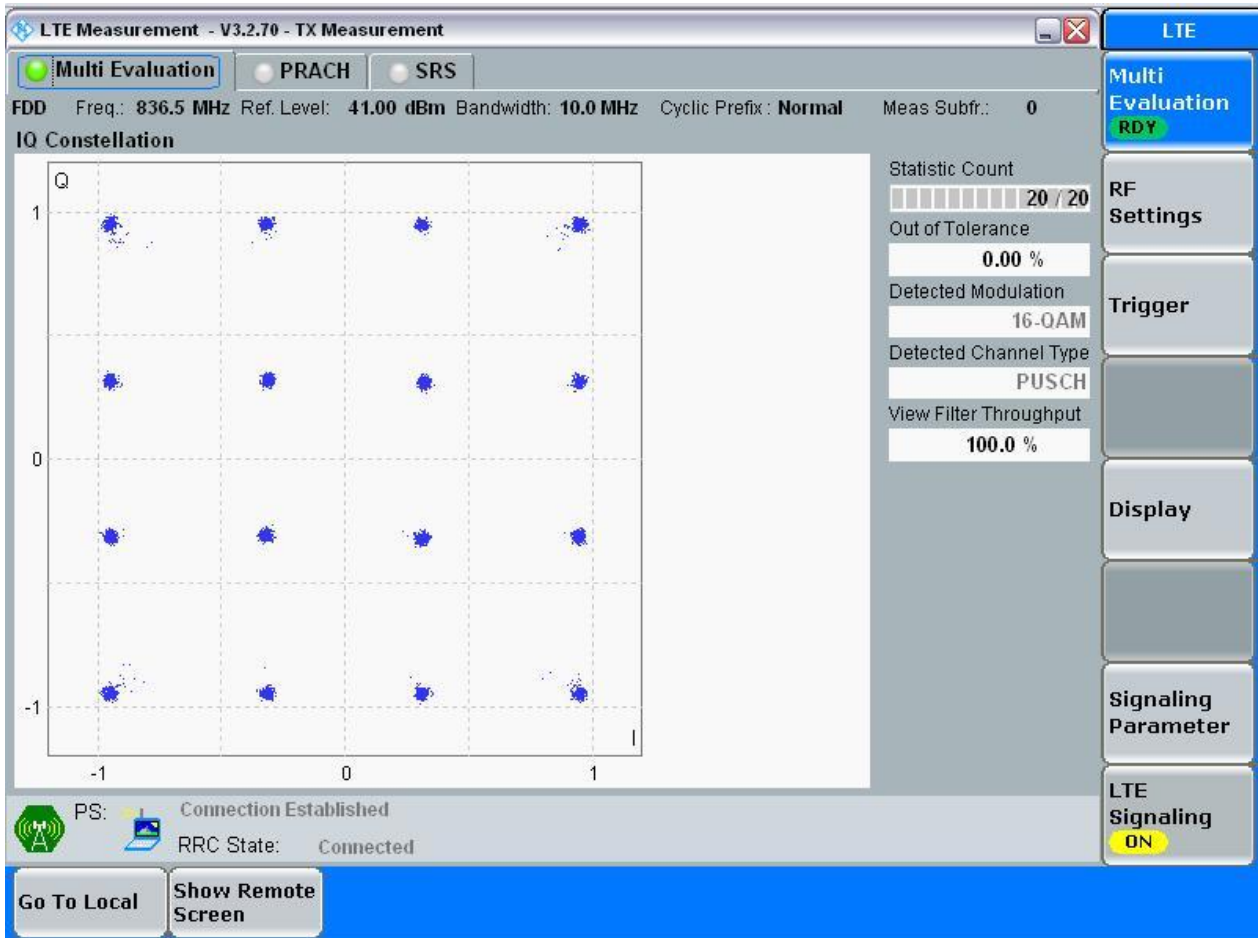 LTE Measurement - V3.2.70 - TX Measurement
LTE
Multi Evaluation
PRACH
SRS
FDD Freq.: 836.5 MHz Ref. Level: 41.00 dBm Bandwidth: 10.0 MHz Cyclic Prefix : Normal Meas Subfr.: 0
IQ Constellation
Q
1
0
-1
I
-1 0 1
Statistic Count
20 / 20
Out of Tolerance
0.00 %
Detected Modulation
16-QAM
Detected Channel Type
PUSCH
View Filter Throughput
100.0 %
Multi
Evaluation
RDY
RF
Settings
Trigger
Display
Signaling
Parameter
LTE
Signaling
ON
PS: Connection Established
RRC State: Connected
Go To Local
Show Remote
Screen